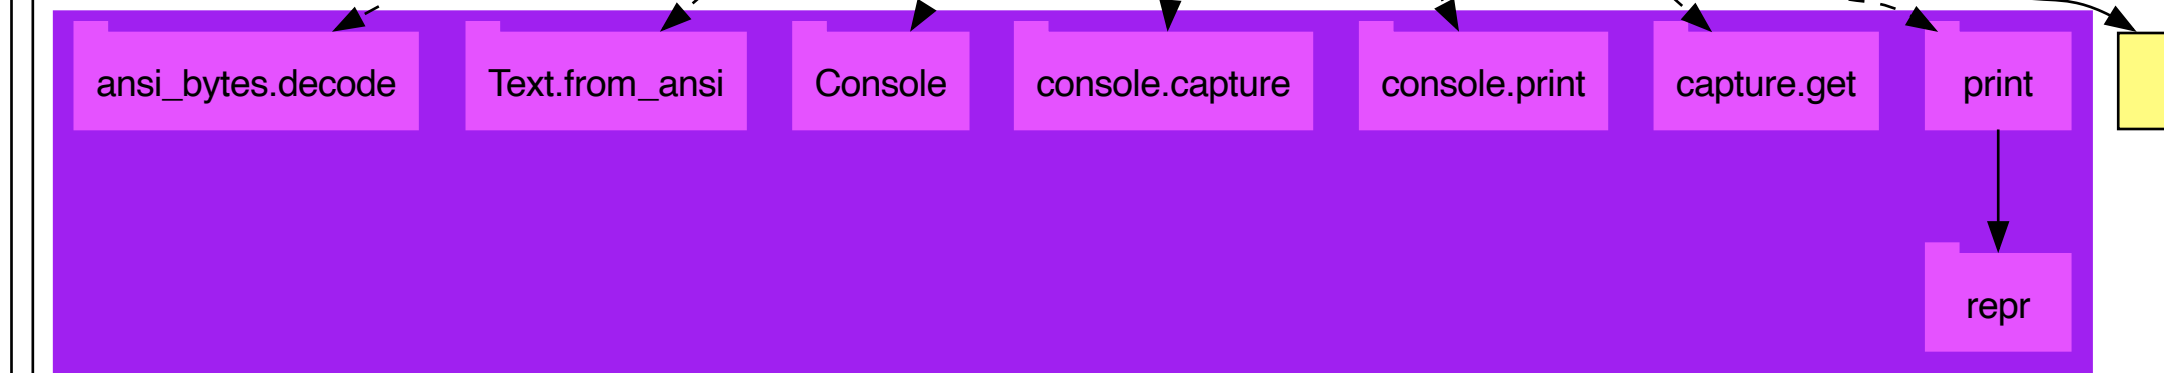 ansi_bytes.decode
Text.from_ansi
Console
console.capture
console.print
capture.get
print
repr